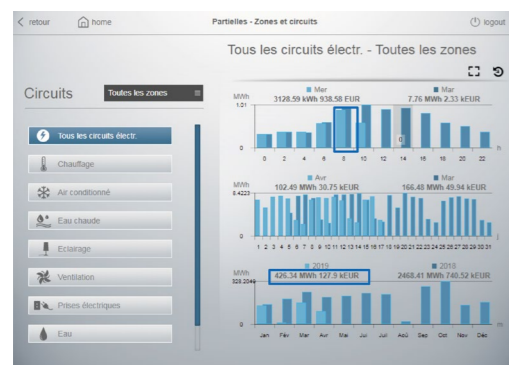 retour
home
Partielles - Zones et circuits
logout
Tous les circuits électr. - Toutes les zones
Circuits
Toutes les zones
Tous les circuits électr.
Chauffage
Air conditionné
Eau chaude
Eclairage
Ventilation
Prises électriques
Eau
MWh
Mer
Mar
3128.59 kWh 938.58 EUR
7.76 MWh 2.33 kEUR
1.01
0
0
0 2 4 6 8 10 12 14 16 18 20 22
h
MWh
Avr
Mar
102.49 MWh 30.75 kEUR
166.48 MWh 49.94 kEUR
8.4223
0
1 2 3 4 5 6 7 8 9 10 11 12 13 14 15 16 17 18 19 20 21 22 23 24 25 26 27 28 29 30 31
j
MWh
2019
2018
426.34 MWh 127.9 kEUR
2468.41 MWh 740.52 kEUR
328.2049
0
Jan Fév Mar Avr Mai Jui Juil Aoû Sep Oct Nov Déc
m